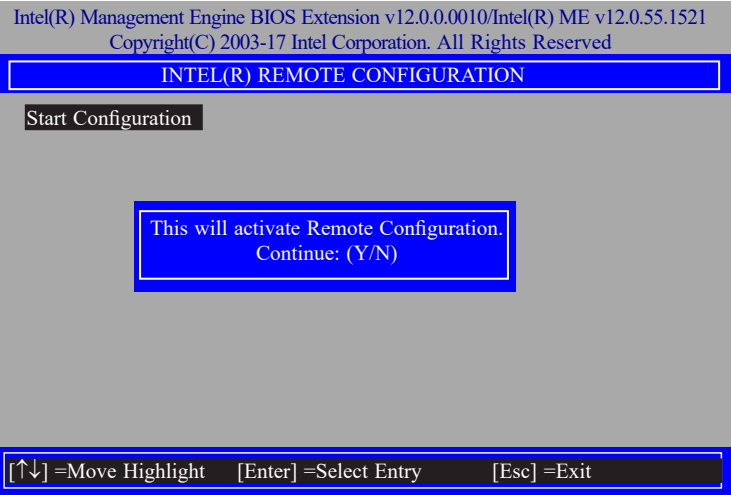 Intel(R) Management Engine BIOS Extension v12.0.0.0010/Intel(R) ME v12.0.55.1521
Copyright(C) 2003-17 Intel Corporation. All Rights Reserved
INTEL(R) REMOTE CONFIGURATION
Start Configuration
This will activate Remote Configuration.
Continue: (Y/N)
[↑↓] =Move Highlight [Enter] =Select Entry [Esc] =Exit